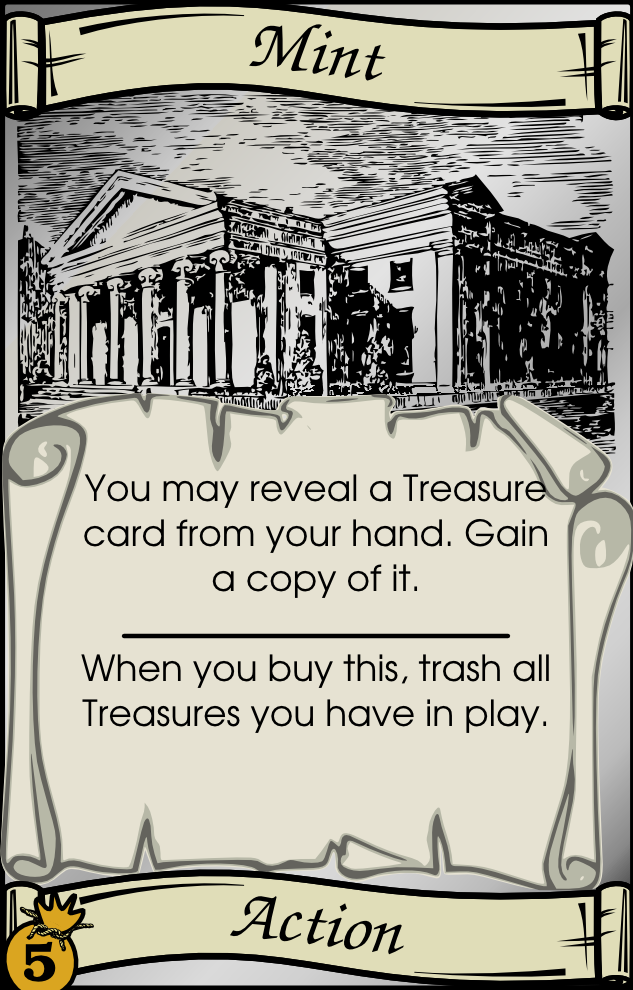 Mint
You may reveal a Treasure
card from your hand. Gain
a copy of it.
When you buy this, trash all
Treasures you have in play.
Action
5